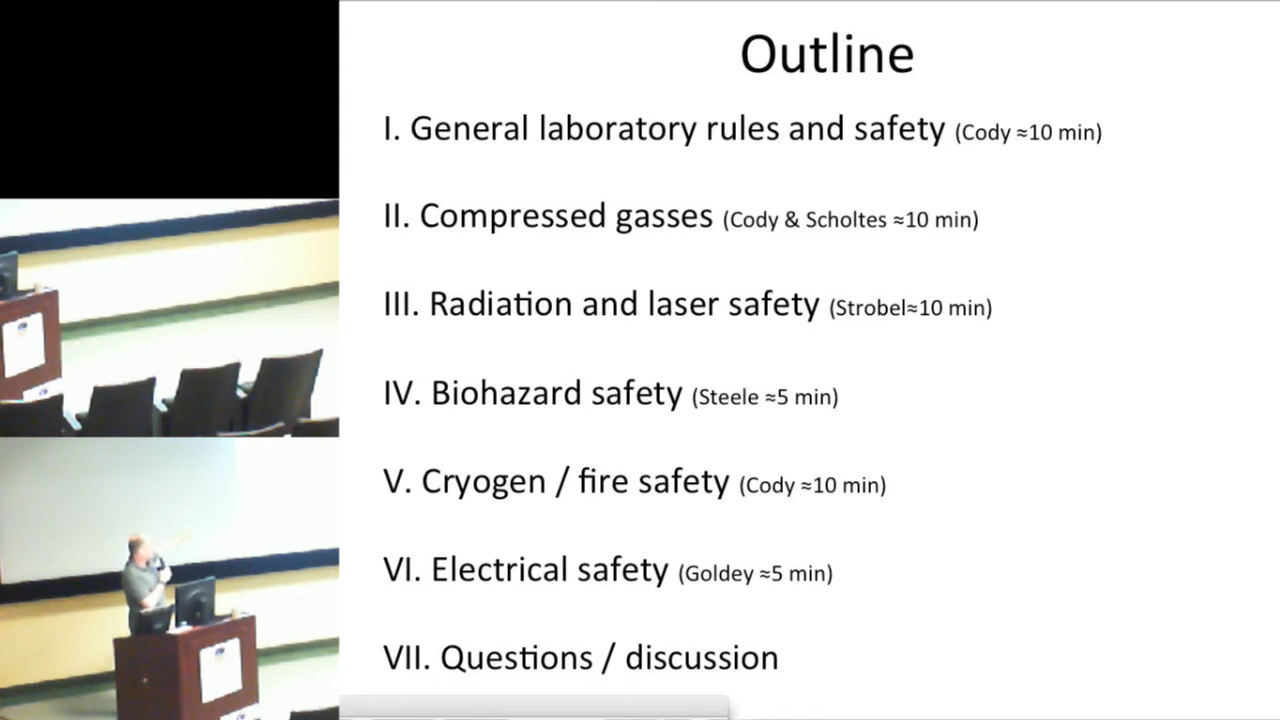 Outline
I. General laboratory rules and safety (Cody ≈10 min)
II. Compressed gasses (Cody & Scholtes ≈10 min)
III. Radiation and laser safety (Strobel≈10 min)
IV. Biohazard safety (Steele ≈5 min)
V. Cryogen / fire safety (Cody ≈10 min)
VI. Electrical safety (Goldey ≈5 min)
VII. Questions / discussion